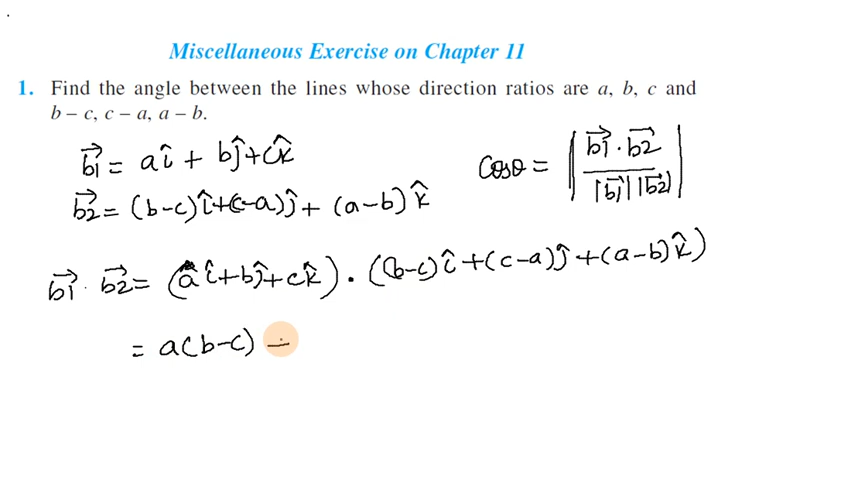 Miscellaneous Exercise on Chapter 11
1. Find the angle between the lines whose direction ratios are a, b, c and
b – c, c – a, a – b.
b1⃗ = aî + bĵ + ck̂
cosθ = | b1⃗ · b2⃗ / |b1⃗| |b2⃗| |
b2⃗ = (b-c)î + (c-a)ĵ + (a-b)k̂
b1⃗ · b2⃗ = (aî + bĵ + ck̂) · ((b-c)î + (c-a)ĵ + (a-b)k̂)
= a(b-c) +